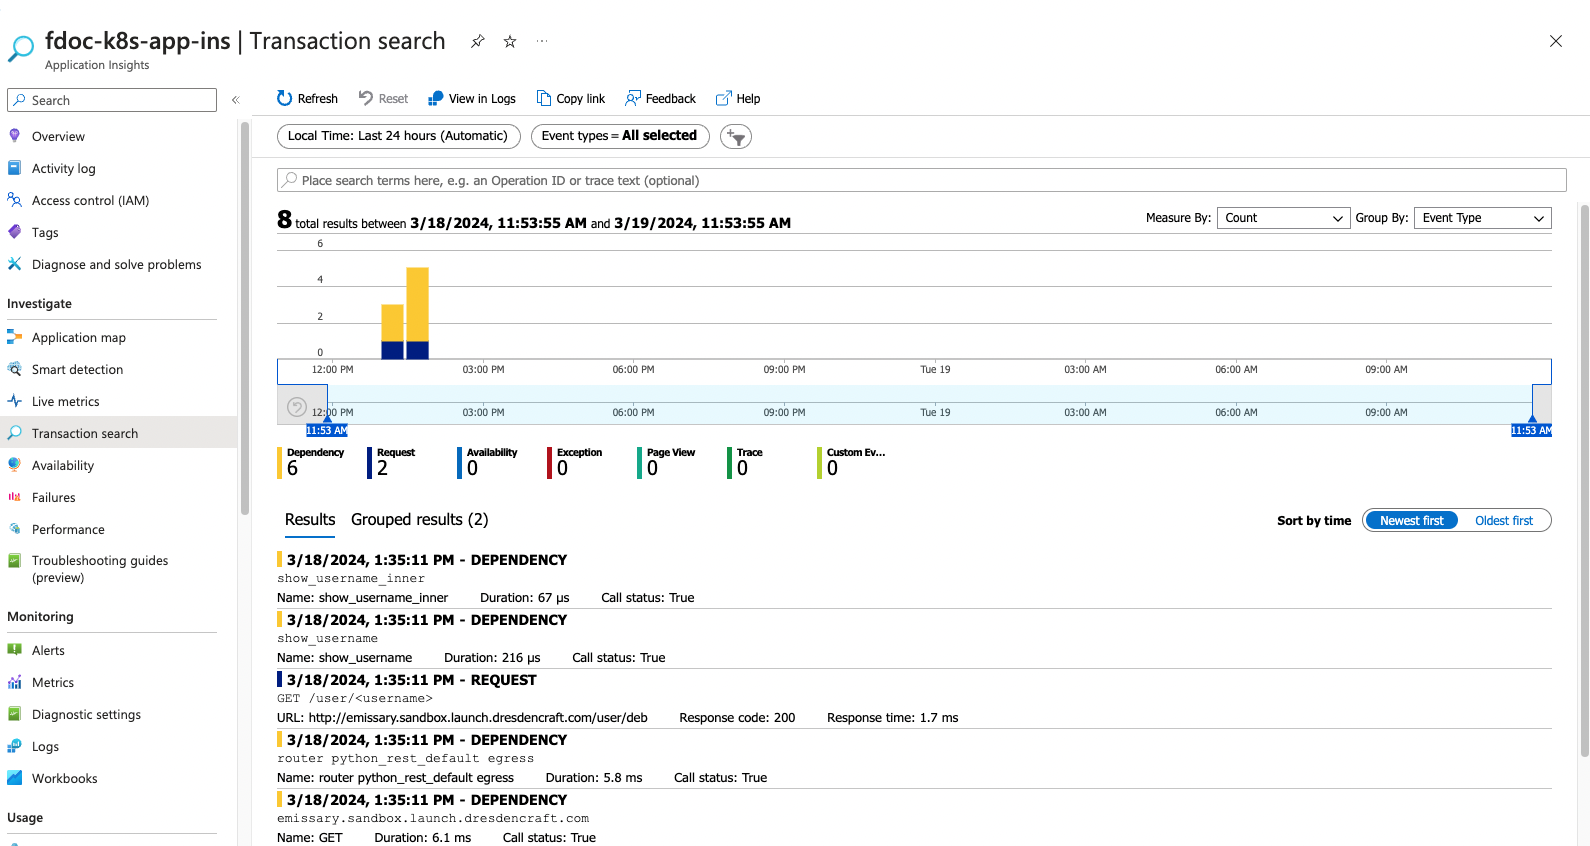 fdoc-k8s-app-ins | Transaction search
Application Insights
Search
Overview
Activity log
Access control (IAM)
Tags
Diagnose and solve problems
Investigate
Application map
Smart detection
Live metrics
Transaction search
Availability
Failures
Performance
Troubleshooting guides
(preview)
Monitoring
Alerts
Metrics
Diagnostic settings
Logs
Workbooks
Usage
Refresh Reset View in Logs Copy link Feedback Help
Local Time: Last 24 hours (Automatic) Event types = All selected
Place search terms here, e.g. an Operation ID or trace text (optional)
8 total results between 3/18/2024, 11:53:55 AM and 3/19/2024, 11:53:55 AM
Measure By: Count Group By: Event Type
6
4
2
0
12:00 PM 03:00 PM 06:00 PM 09:00 PM Tue 19 03:00 AM 06:00 AM 09:00 AM
12:00 PM 03:00 PM 06:00 PM 09:00 PM Tue 19 03:00 AM 06:00 AM 09:00 AM
11:53 AM 11:53 AM
Dependency Request Availability Exception Page View Trace Custom Ev...
6 2 0 0 0 0 0
Results Grouped results (2)
Sort by time Newest first Oldest first
3/18/2024, 1:35:11 PM - DEPENDENCY
show_username_inner
Name: show_username_inner Duration: 67 µs Call status: True
3/18/2024, 1:35:11 PM - DEPENDENCY
show_username
Name: show_username Duration: 216 µs Call status: True
3/18/2024, 1:35:11 PM - REQUEST
GET /user/<username>
URL: http://emissary.sandbox.launch.dresdencraft.com/user/deb Response code: 200 Response time: 1.7 ms
3/18/2024, 1:35:11 PM - DEPENDENCY
router python_rest_default egress
Name: router python_rest_default egress Duration: 5.8 ms Call status: True
3/18/2024, 1:35:11 PM - DEPENDENCY
emissary.sandbox.launch.dresdencraft.com
Name: GET Duration: 6.1 ms Call status: True